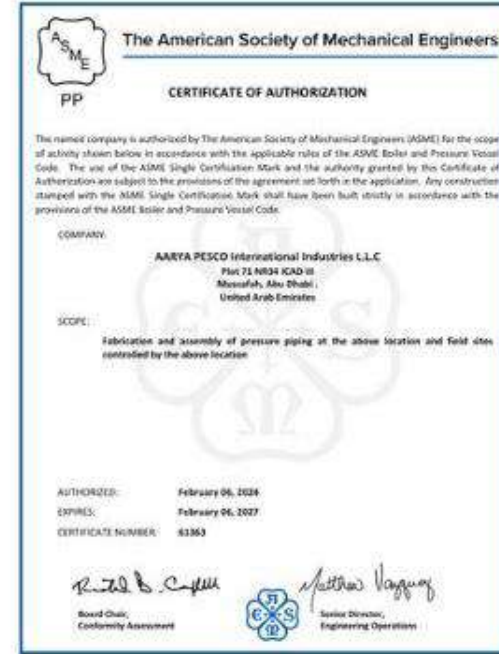 ASME
The American Society of Mechanical Engineers
PP
CERTIFICATE OF AUTHORIZATION
The named company is authorized by The American Society of Mechanical Engineers (ASME) for the scope
of activity shown below in accordance with the applicable rules of the ASME Boiler and Pressure Vessel
Code. The use of the ASME Single Certification Mark and the authority granted by this Certificate of
Authorization are subject to the provisions of the agreement set forth in the application. Any construction
stamped with the ASME Single Certification Mark shall have been built strictly in accordance with the
provisions of the ASME Boiler and Pressure Vessel Code.
COMPANY:
AARYA PESCO International Industries L.L.C
Plot 71 NR34 ICAD III
Mussafah, Abu Dhabi ,
United Arab Emirates
SCOPE:
Fabrication and assembly of pressure piping at the above location and field sites
controlled by the above location
AUTHORIZED: February 06, 2024
EXPIRES: February 06, 2027
CERTIFICATE NUMBER: 61363
Board Chair,
Conformity Assessment
Senior Director,
Engineering Operations